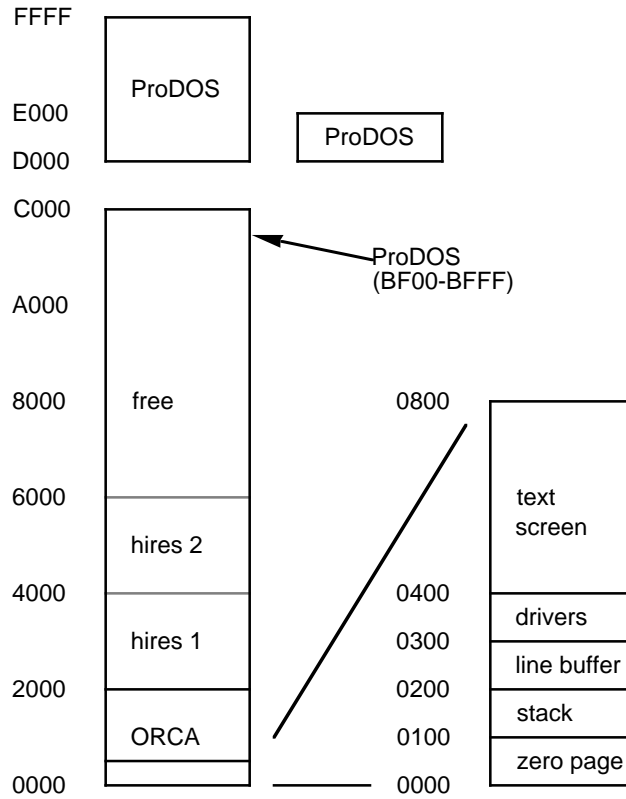 FFFF
ProDOS
E000
ProDOS
D000
C000
ProDOS
(BF00-BFFF)
A000
8000
free
0800
6000
text
screen
hires 2
4000
0400
drivers
0300
hires 1
line buffer
2000
0200
stack
ORCA
0100
zero page
0000
0000